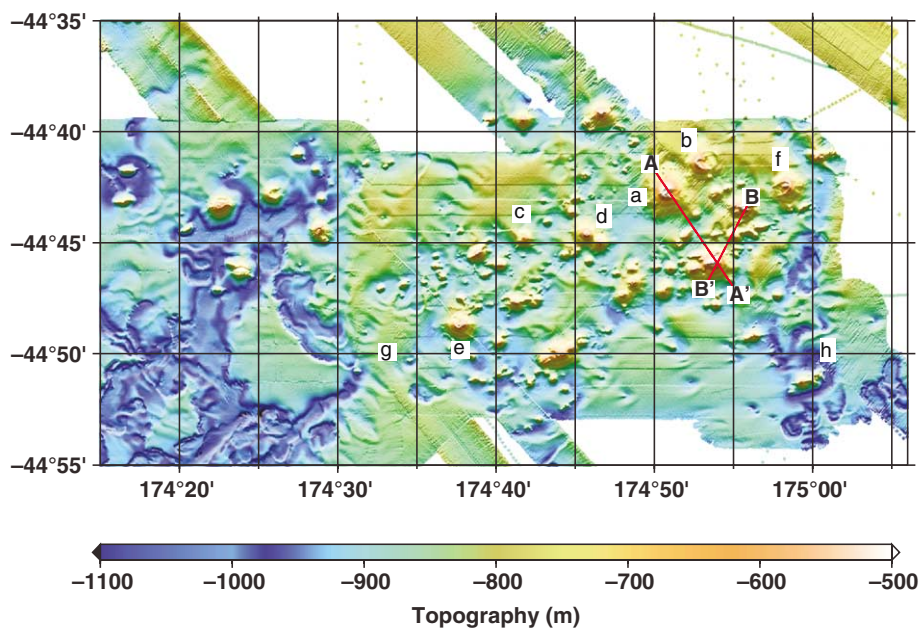 –44°35'
–44°40'
–44°45'
–44°50'
–44°55'
b
f
A
a
B
c
d
B'
A'
g
e
h
174°20' 174°30' 174°40' 174°50' 175°00'
–1100 –1000 –900 –800 –700 –600 –500
Topography (m)